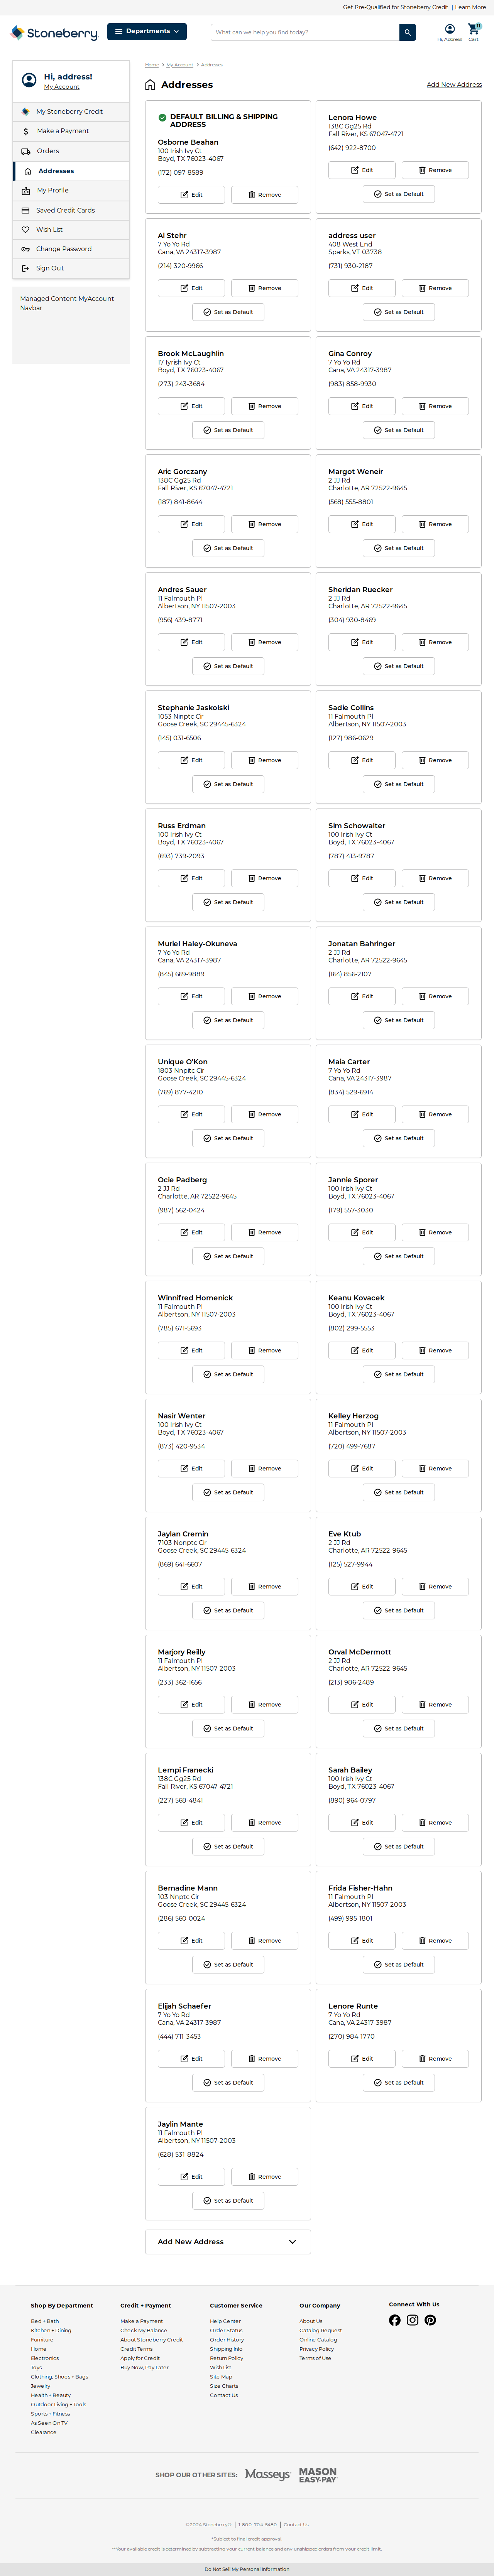 Get Pre-Qualified for Stoneberry Credit | Learn More
Stoneberry.
Departments
What can we help you find today?
Hi, Address!
11
Cart
Hi, address!
My Account
My Stoneberry Credit
Make a Payment
Orders
Addresses
My Profile
Saved Credit Cards
Wish List
Change Password
Sign Out
Managed Content MyAccount
Navbar
Home > My Account > Addresses
Addresses
Add New Address
DEFAULT BILLING & SHIPPING
ADDRESS
Osborne Beahan
100 Irish Ivy Ct
Boyd, TX 76023-4067
(172) 097-8589
Edit
Remove
Lenora Howe
138C Gg25 Rd
Fall River, KS 67047-4721
(642) 922-8700
Edit
Remove
Set as Default
Al Stehr
7 Yo Yo Rd
Cana, VA 24317-3987
(214) 320-9966
Edit
Remove
Set as Default
address user
408 West End
Sparks, VT 03738
(731) 930-2187
Edit
Remove
Set as Default
Brook McLaughlin
17 Iyrish Ivy Ct
Boyd, TX 76023-4067
(273) 243-3684
Edit
Remove
Set as Default
Gina Conroy
7 Yo Yo Rd
Cana, VA 24317-3987
(983) 858-9930
Edit
Remove
Set as Default
Aric Gorczany
138C Gg25 Rd
Fall River, KS 67047-4721
(187) 841-8644
Edit
Remove
Set as Default
Margot Weneir
2 JJ Rd
Charlotte, AR 72522-9645
(568) 555-8801
Edit
Remove
Set as Default
Andres Sauer
11 Falmouth Pl
Albertson, NY 11507-2003
(956) 439-8771
Edit
Remove
Set as Default
Sheridan Ruecker
2 JJ Rd
Charlotte, AR 72522-9645
(304) 930-8469
Edit
Remove
Set as Default
Stephanie Jaskolski
1053 Ninptc Cir
Goose Creek, SC 29445-6324
(145) 031-6506
Edit
Remove
Set as Default
Sadie Collins
11 Falmouth Pl
Albertson, NY 11507-2003
(127) 986-0629
Edit
Remove
Set as Default
Russ Erdman
100 Irish Ivy Ct
Boyd, TX 76023-4067
(693) 739-2093
Edit
Remove
Set as Default
Sim Schowalter
100 Irish Ivy Ct
Boyd, TX 76023-4067
(787) 413-9787
Edit
Remove
Set as Default
Muriel Haley-Okuneva
7 Yo Yo Rd
Cana, VA 24317-3987
(845) 669-9889
Edit
Remove
Set as Default
Jonatan Bahringer
2 JJ Rd
Charlotte, AR 72522-9645
(164) 856-2107
Edit
Remove
Set as Default
Unique O'Kon
1803 Nnpitc Cir
Goose Creek, SC 29445-6324
(769) 877-4210
Edit
Remove
Set as Default
Maia Carter
7 Yo Yo Rd
Cana, VA 24317-3987
(834) 529-6914
Edit
Remove
Set as Default
Ocie Padberg
2 JJ Rd
Charlotte, AR 72522-9645
(987) 562-0424
Edit
Remove
Set as Default
Jannie Sporer
100 Irish Ivy Ct
Boyd, TX 76023-4067
(179) 557-3030
Edit
Remove
Set as Default
Winnifred Homenick
11 Falmouth Pl
Albertson, NY 11507-2003
(785) 671-5693
Edit
Remove
Set as Default
Keanu Kovacek
100 Irish Ivy Ct
Boyd, TX 76023-4067
(802) 299-5553
Edit
Remove
Set as Default
Nasir Wenter
100 Irish Ivy Ct
Boyd, TX 76023-4067
(873) 420-9534
Edit
Remove
Set as Default
Kelley Herzog
11 Falmouth Pl
Albertson, NY 11507-2003
(720) 499-7687
Edit
Remove
Set as Default
Jaylan Cremin
7103 Nonptc Cir
Goose Creek, SC 29445-6324
(869) 641-6607
Edit
Remove
Set as Default
Eve Ktub
2 JJ Rd
Charlotte, AR 72522-9645
(125) 527-9944
Edit
Remove
Set as Default
Marjory Reilly
11 Falmouth Pl
Albertson, NY 11507-2003
(233) 362-1656
Edit
Remove
Set as Default
Orval McDermott
2 JJ Rd
Charlotte, AR 72522-9645
(213) 986-2489
Edit
Remove
Set as Default
Lempi Franecki
138C Gg25 Rd
Fall River, KS 67047-4721
(227) 568-4841
Edit
Remove
Set as Default
Sarah Bailey
100 Irish Ivy Ct
Boyd, TX 76023-4067
(890) 964-0797
Edit
Remove
Set as Default
Bernadine Mann
103 Nnptc Cir
Goose Creek, SC 29445-6324
(286) 560-0024
Edit
Remove
Set as Default
Frida Fisher-Hahn
11 Falmouth Pl
Albertson, NY 11507-2003
(499) 995-1801
Edit
Remove
Set as Default
Elijah Schaefer
7 Yo Yo Rd
Cana, VA 24317-3987
(444) 711-3453
Edit
Remove
Set as Default
Lenore Runte
7 Yo Yo Rd
Cana, VA 24317-3987
(270) 984-1770
Edit
Remove
Set as Default
Jaylin Mante
11 Falmouth Pl
Albertson, NY 11507-2003
(628) 531-8824
Edit
Remove
Set as Default
Add New Address
Shop By Department
Bed + Bath
Kitchen + Dining
Furniture
Home
Electronics
Toys
Clothing, Shoes + Bags
Jewelry
Health + Beauty
Outdoor Living + Tools
Sports + Fitness
As Seen On TV
Clearance
Credit + Payment
Make a Payment
Check My Balance
About Stoneberry Credit
Credit Terms
Apply for Credit
Buy Now, Pay Later
Customer Service
Help Center
Order Status
Order History
Shipping Info
Return Policy
Wish List
Site Map
Size Charts
Contact Us
Our Company
About Us
Catalog Request
Online Catalog
Privacy Policy
Terms of Use
Connect With Us
SHOP OUR OTHER SITES:
Masseys
MASON
EASY•PAY
©2024 Stoneberry® | 1-800-704-5480 | Contact Us
*Subject to final credit approval.
**Your available credit is determined by subtracting your current balance and any unshipped orders from your credit limit.
Do Not Sell My Personal Information